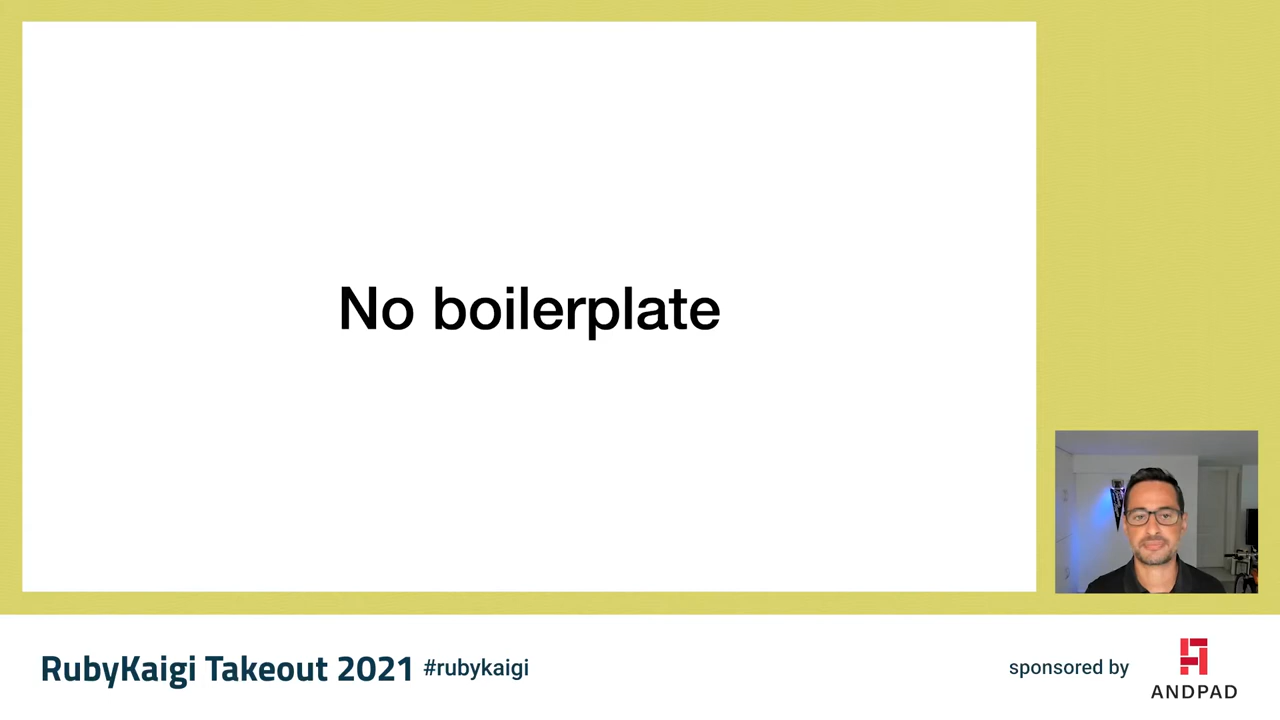 No boilerplate
RubyKaigi Takeout 2021 #rubykaigi
sponsored by
ANDPAD